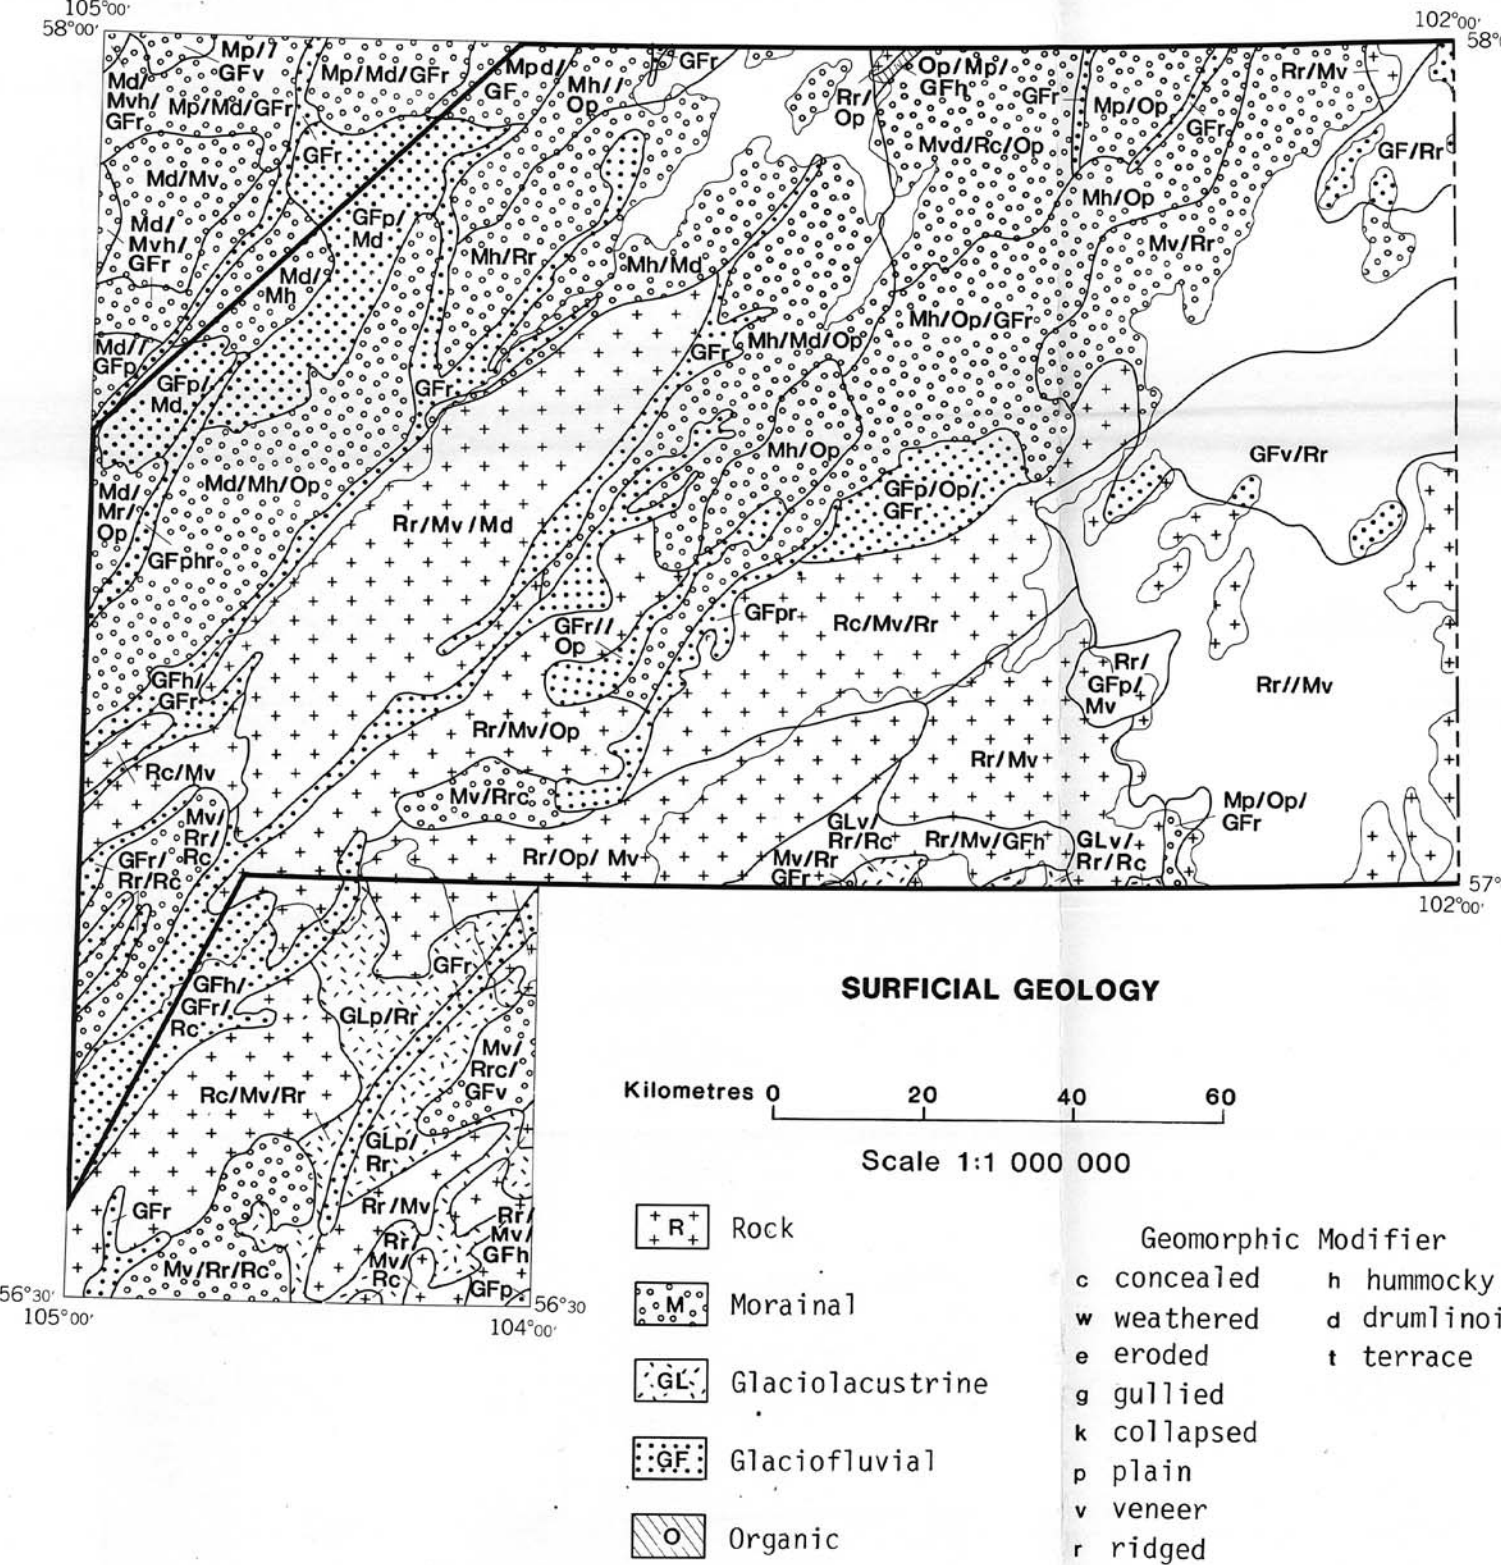 105°00'
58°00'
102°00'
58°
Mp//
GFv
Mp/Md/GFr
Mpd/
GF
Mh//
Op
GFr
Rr/
Op
Op/Mp/
GFh
GFr
Mp/Op
Rr/Mv
Md/
Mvh/
GFr
Mp/Md/GFr
GFr
Mvd/Rc/Op
GFr
GF/Rr
Md/Mv
GFp/
Md
Mh/Op
Md/
Mvh/
GFr
Md/
Mh
Mh/Rr
Mh/Md
Mv/Rr
Mh/Op/GFr
Md//
GFp
GFp/
Md
GFr
GFr
Mh/Md/Op
Mh/Op
GFv/Rr
Md/
Mr/
Op
Md/Mh/Op
Rr/Mv/Md
GFp/Op/
GFr
GFphr
GFr//
Op
GFpr
Rc/Mv/Rr
GFh/
GFr
Rr/
GFp/
Mv
Rr//Mv
Rr/Mv/Op
Rc/Mv
Rr/Mv
Mv/Rrc
Mv/
Rr/
Rc
Mp/Op/
GFr
GFr/
Rr/Rc
Rr/Op/ Mv
Mv/Rr
GFr
GLv/
Rr/Rc
Rr/Mv/GFh
GLv/
Rr/Rc
57°
102°00'
GFh/
GFr/
Rc
GFr
GLp/Rr
Mv/
Rrc/
GFv
Rc/Mv/Rr
GLp/
Rr
GFr
Rr/Mv
Rr/
Mv/
Rc
Rr/
Mv/
GFh
Mv/Rr/Rc
GFp
56°30'
105°00'
56°30
104°00'
SURFICIAL GEOLOGY
Kilometres 0 20 40 60
Scale 1:1 000 000
R Rock
M Morainal
GL Glaciolacustrine
GF Glaciofluvial
O Organic
Geomorphic Modifier
c concealed h hummocky
w weathered d drumlinoi
e eroded t terrace
g gullied
k collapsed
p plain
v veneer
r ridged